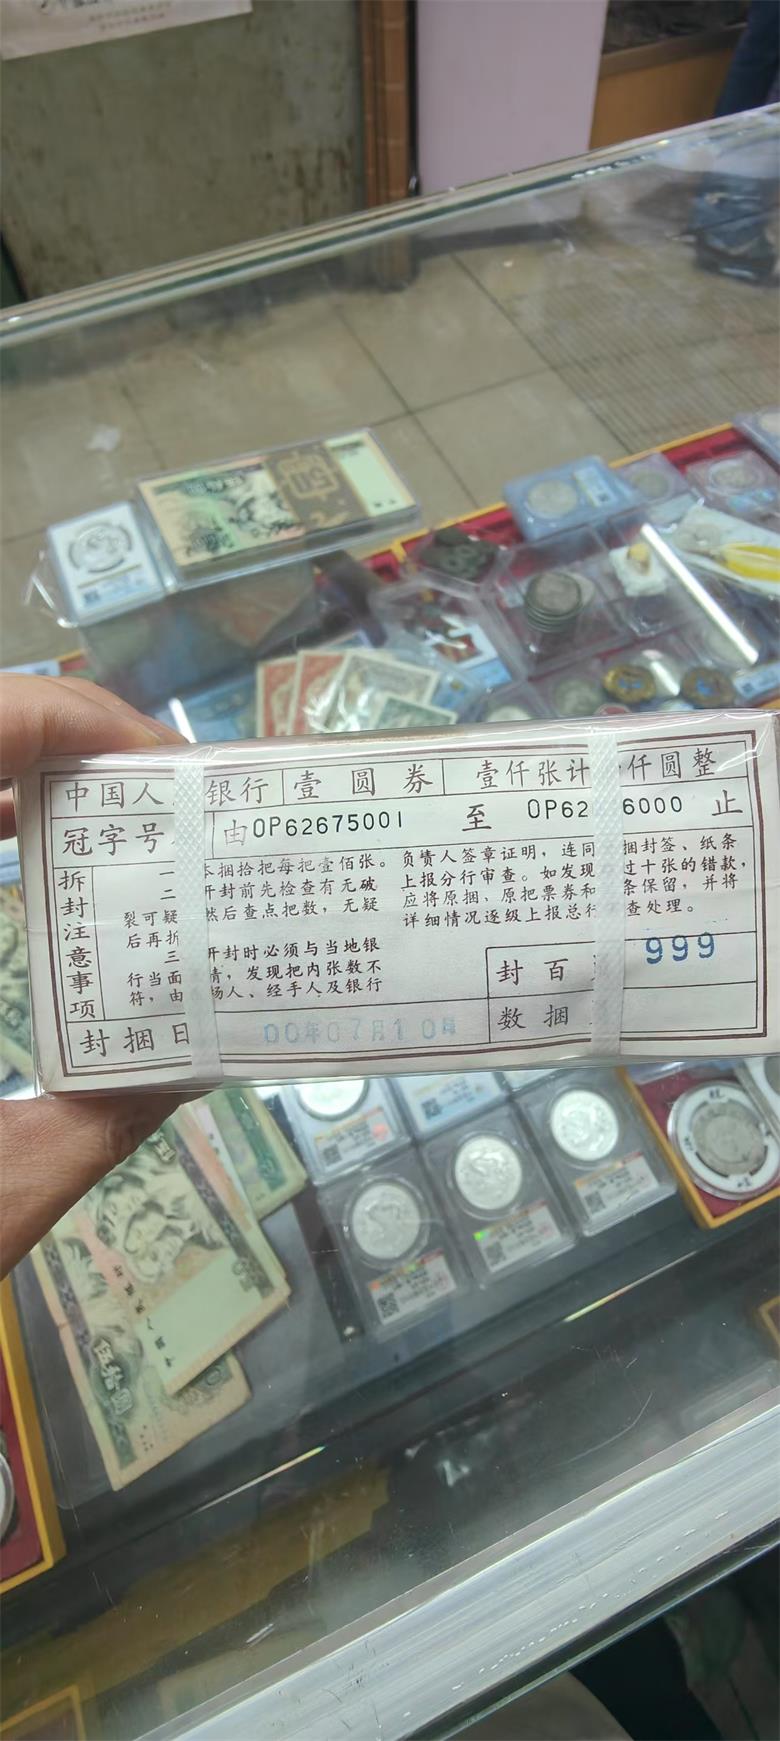 中国人 银行 壹圆券 壹仟张计 仟圆整
冠字号 由OP62675001 至 OP62 6000 止
拆封注意事项
一 本捆拾把每把壹佰张。
二 开封前先检查有无破
裂可疑 然后查点把数，无疑
后再拆
三 开封时必须与当地银
行当面 情，发现把内张数不
符，由 场人、经手人及银行
负责人签章证明，连同 捆封签、纸条
上报分行审查。如发现 过十张的错款，
应将原捆、原把票券和 条保留，并将
详细情况逐级上报总行 查处理。
封百 999
封捆日 00年07月10日
数捆
伍拾圆